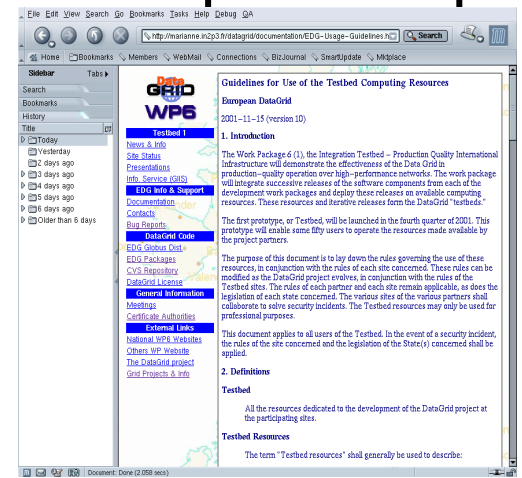 File Edit View Search Go Bookmarks Tasks Help Debug QA
http://marianne.in2p3.fr/datagrid/documentation/EDG-Usage-Guidelines.h
Search
Home Bookmarks Members WebMail Connections BizJournal SmartUpdate Mktplace
Sidebar Tabs
Search
Bookmarks
History
Title
Today
Yesterday
2 days ago
3 days ago
4 days ago
5 days ago
6 days ago
Older than 6 days
Data
GRID
WP6
Testbed 1
News & Info
Site Status
Presentations
Info. Service (GIIS)
EDG Info & Support
Documentation
Contacts
Bug Reports
DataGrid Code
EDG Globus Dist.
EDG Packages
CVS Repository
DataGrid License
General Information
Meetings
Certificate Authorities
External Links
National WP6 Websites
Others WP Website
The DataGrid project
Grid Projects & Info
Guidelines for Use of the Testbed Computing Resources
European DataGrid
2001-11-15 (version 10)
1. Introduction
The Work Package 6 (1), the Integration Testbed - Production Quality International
Infrastructure will demonstrate the effectiveness of the Data Grid in
production-quality operation over high-performance networks. The work package
will integrate successive releases of the software components from each of the
development work packages and deploy these releases on available computing
resources. These resources and iterative releases form the DataGrid "testbeds."
The first prototype, or Testbed, will be launched in the fourth quarter of 2001. This
prototype will enable some fifty users to operate the resources made available by
the project partners.
The purpose of this document is to lay down the rules governing the use of these
resources, in conjunction with the rules of each site concerned. These rules can be
modified as the DataGrid project evolves, in conjunction with the rules of the
Testbed sites. The rules of each partner and each site remain applicable, as does the
legislation of each state concerned. The various sites of the various partners shall
collaborate to solve security incidents. The Testbed resources may only be used for
professional purposes.
This document applies to all users of the Testbed. In the event of a security incident,
the rules of the site concerned and the legislation of the State(s) concerned shall be
applied.
2. Definitions
Testbed
All the resources dedicated to the development of the DataGrid project at
the participating sites.
Testbed Resources
The term "Testbed resources" shall generally be used to describe:
Document: Done (2.058 secs)